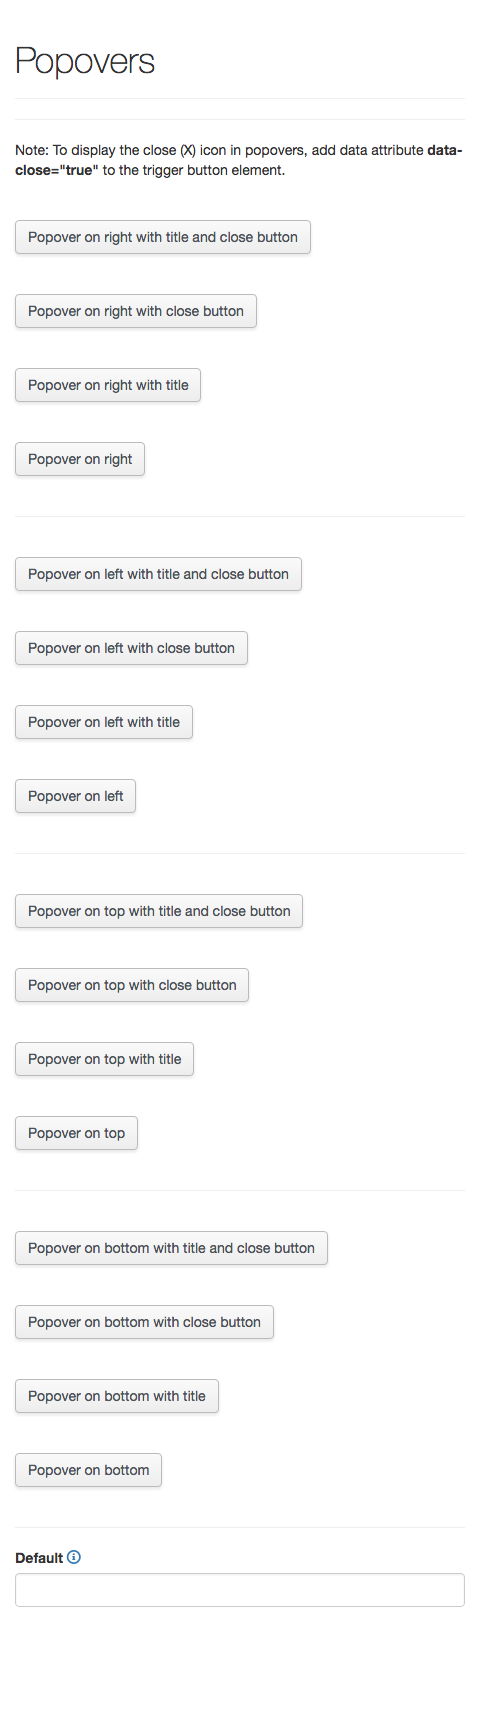 Popovers
Note: To display the close (X) icon in popovers, add data attribute data-
close="true" to the trigger button element.
Popover on right with title and close button
Popover on right with close button
Popover on right with title
Popover on right
Popover on left with title and close button
Popover on left with close button
Popover on left with title
Popover on left
Popover on top with title and close button
Popover on top with close button
Popover on top with title
Popover on top
Popover on bottom with title and close button
Popover on bottom with close button
Popover on bottom with title
Popover on bottom
Default